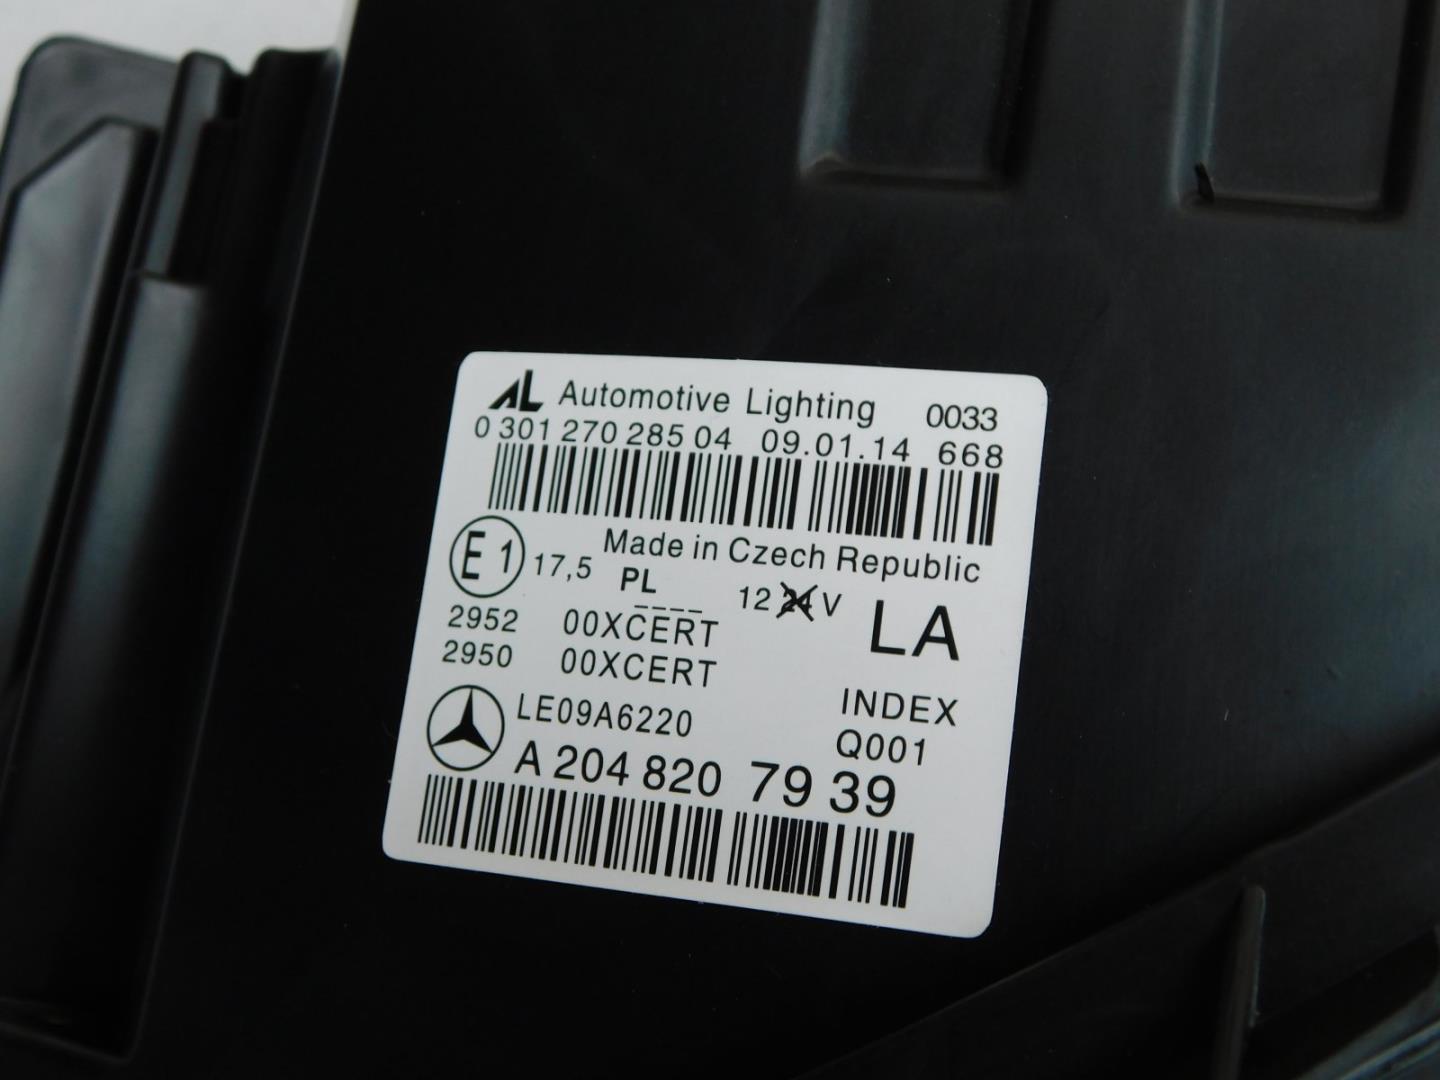 AL Automotive Lighting 0033
0 301 270 285 04 09.01.14 668
Made in Czech Republic
E1 17,5 PL 12 24 V LA
2952 00XCERT
2950 00XCERT
LE09A6220 INDEX
Q001
A 204 820 79 39